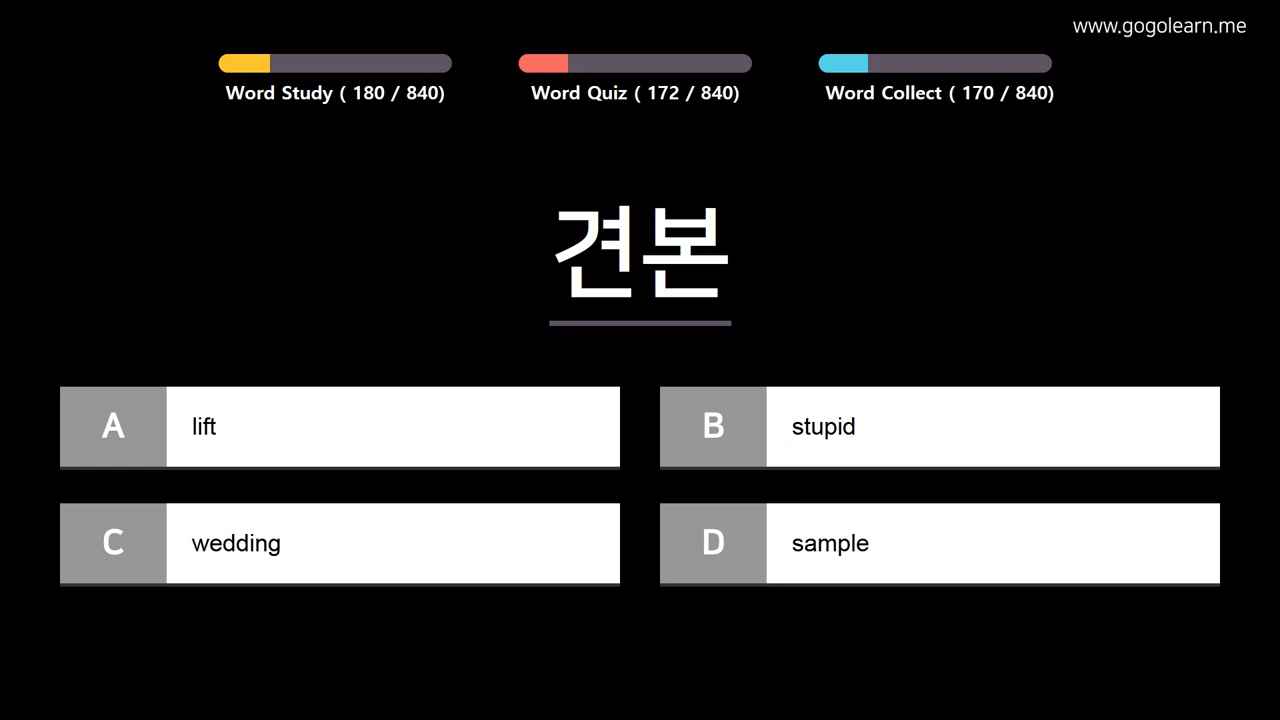 www.gogolearn.me
Word Study ( 180 / 840)
Word Quiz ( 172 / 840)
Word Collect ( 170 / 840)
견본
A lift
B stupid
C wedding
D sample